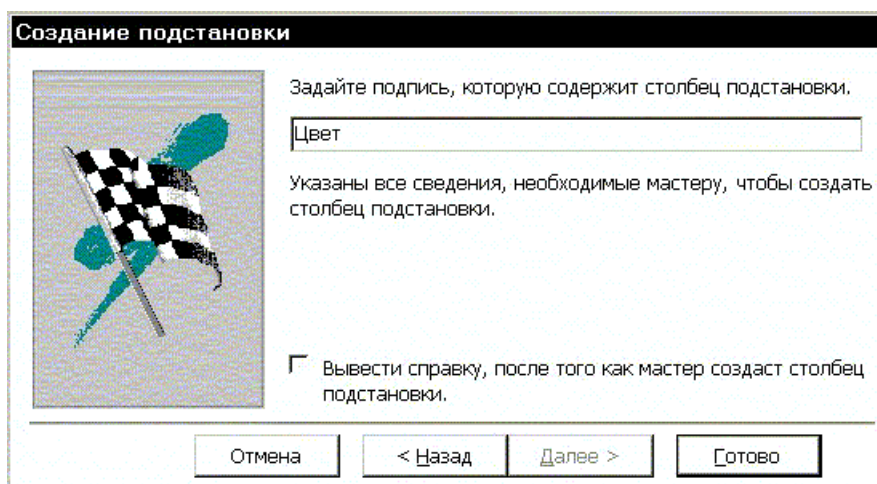 Создание подстановки
Задайте подпись, которую содержит столбец подстановки.
Цвет
Указаны все сведения, необходимые мастеру, чтобы создать
столбец подстановки.
Вывести справку, после того как мастер создаст столбец
подстановки.
Отмена < Назад Далее > Готово